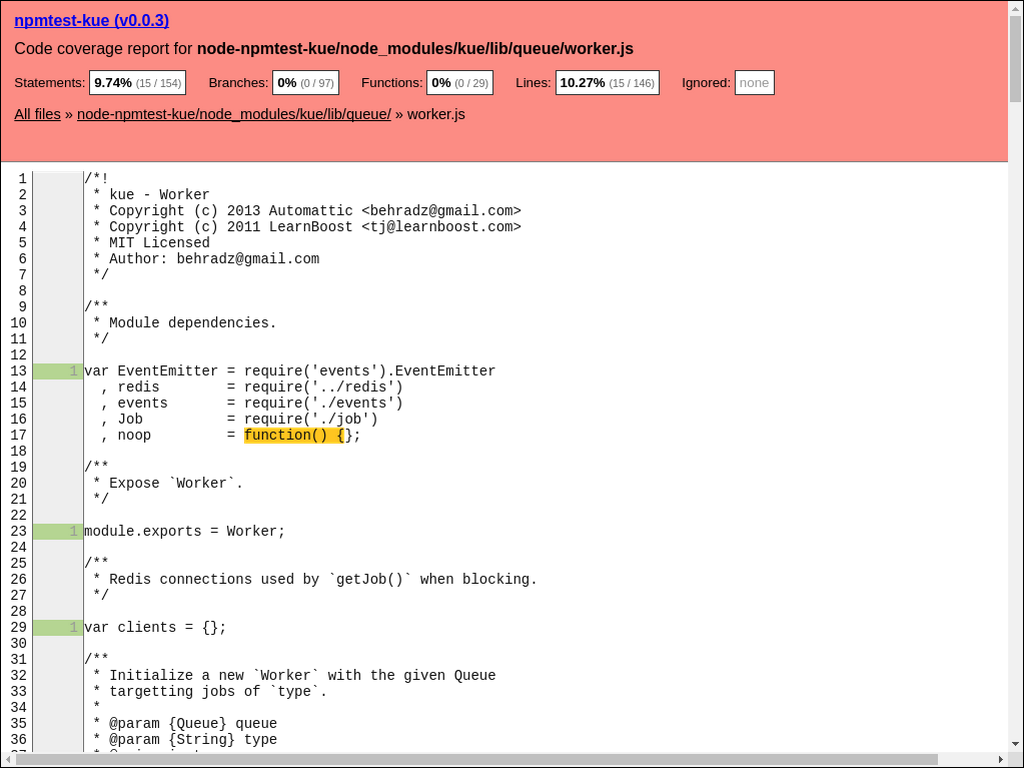 npmtest-kue (v0.0.3)
Code coverage report for node-npmtest-kue/node_modules/kue/lib/queue/worker.js
Statements: 9.74% (15 / 154) Branches: 0% (0 / 97) Functions: 0% (0 / 29) Lines: 10.27% (15 / 146) Ignored: none
All files » node-npmtest-kue/node_modules/kue/lib/queue/ » worker.js
1 /*!
2 * kue - Worker
3 * Copyright (c) 2013 Automattic <behradz@gmail.com>
4 * Copyright (c) 2011 LearnBoost <tj@learnboost.com>
5 * MIT Licensed
6 * Author: behradz@gmail.com
7 */
8
9 /**
10 * Module dependencies.
11 */
12
13 1 var EventEmitter = require('events').EventEmitter
14 , redis = require('../redis')
15 , events = require('./events')
16 , Job = require('./job')
17 , noop = function() {};
18
19 /**
20 * Expose `Worker`.
21 */
22
23 1 module.exports = Worker;
24
25 /**
26 * Redis connections used by `getJob()` when blocking.
27 */
28
29 1 var clients = {};
30
31 /**
32 * Initialize a new `Worker` with the given Queue
33 * targetting jobs of `type`.
34 *
35 * @param {Queue} queue
36 * @param {String} type